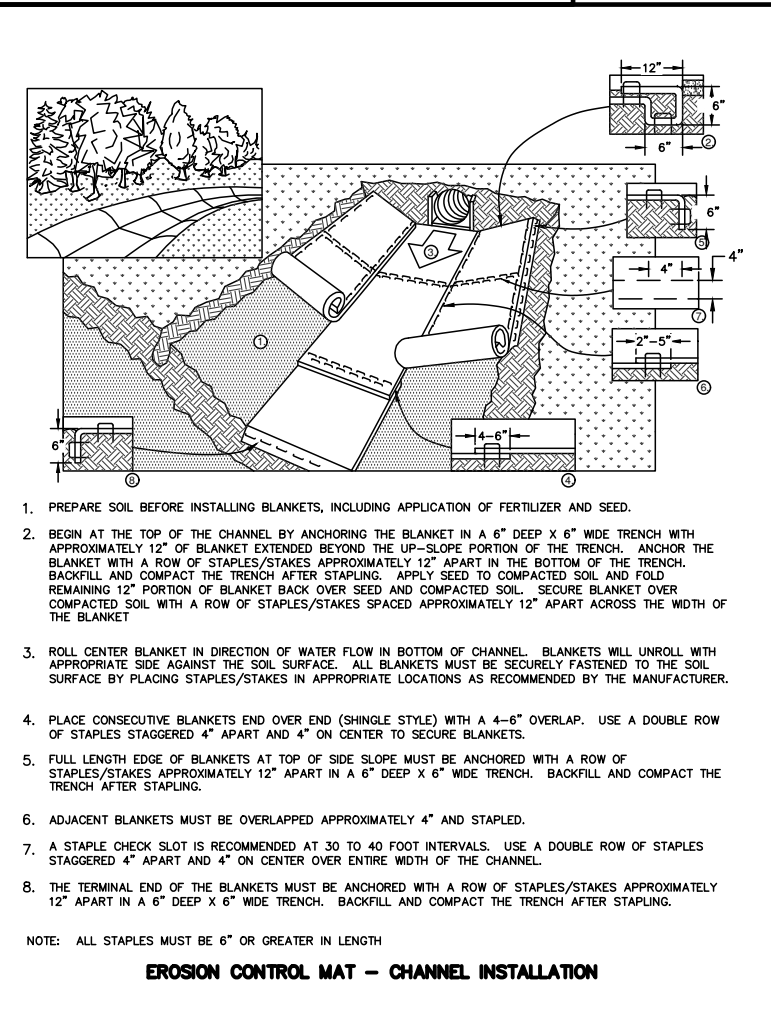 12"
6"
6"
2
6"
5
4"
4"
7
2"-5"
6
3
1
4-6"
4
6"
8
1. PREPARE SOIL BEFORE INSTALLING BLANKETS, INCLUDING APPLICATION OF FERTILIZER AND SEED.
2. BEGIN AT THE TOP OF THE CHANNEL BY ANCHORING THE BLANKET IN A 6" DEEP X 6" WIDE TRENCH WITH
APPROXIMATELY 12" OF BLANKET EXTENDED BEYOND THE UP-SLOPE PORTION OF THE TRENCH. ANCHOR THE
BLANKET WITH A ROW OF STAPLES/STAKES APPROXIMATELY 12" APART IN THE BOTTOM OF THE TRENCH.
BACKFILL AND COMPACT THE TRENCH AFTER STAPLING. APPLY SEED TO COMPACTED SOIL AND FOLD
REMAINING 12" PORTION OF BLANKET BACK OVER SEED AND COMPACTED SOIL. SECURE BLANKET OVER
COMPACTED SOIL WITH A ROW OF STAPLES/STAKES SPACED APPROXIMATELY 12" APART ACROSS THE WIDTH OF
THE BLANKET
3. ROLL CENTER BLANKET IN DIRECTION OF WATER FLOW IN BOTTOM OF CHANNEL. BLANKETS WILL UNROLL WITH
APPROPRIATE SIDE AGAINST THE SOIL SURFACE. ALL BLANKETS MUST BE SECURELY FASTENED TO THE SOIL
SURFACE BY PLACING STAPLES/STAKES IN APPROPRIATE LOCATIONS AS RECOMMENDED BY THE MANUFACTURER.
4. PLACE CONSECUTIVE BLANKETS END OVER END (SHINGLE STYLE) WITH A 4-6" OVERLAP. USE A DOUBLE ROW
OF STAPLES STAGGERED 4" APART AND 4" ON CENTER TO SECURE BLANKETS.
5. FULL LENGTH EDGE OF BLANKETS AT TOP OF SIDE SLOPE MUST BE ANCHORED WITH A ROW OF
STAPLES/STAKES APPROXIMATELY 12" APART IN A 6" DEEP X 6" WIDE TRENCH. BACKFILL AND COMPACT THE
TRENCH AFTER STAPLING.
6. ADJACENT BLANKETS MUST BE OVERLAPPED APPROXIMATELY 4" AND STAPLED.
7. A STAPLE CHECK SLOT IS RECOMMENDED AT 30 TO 40 FOOT INTERVALS. USE A DOUBLE ROW OF STAPLES
STAGGERED 4" APART AND 4" ON CENTER OVER ENTIRE WIDTH OF THE CHANNEL.
8. THE TERMINAL END OF THE BLANKETS MUST BE ANCHORED WITH A ROW OF STAPLES/STAKES APPROXIMATELY
12" APART IN A 6" DEEP X 6" WIDE TRENCH. BACKFILL AND COMPACT THE TRENCH AFTER STAPLING.
NOTE: ALL STAPLES MUST BE 6" OR GREATER IN LENGTH
EROSION CONTROL MAT - CHANNEL INSTALLATION